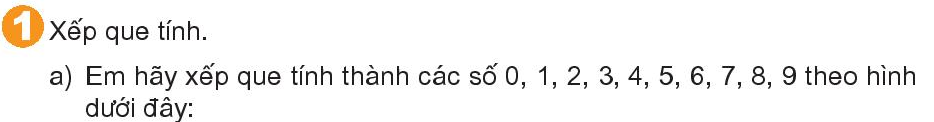 1 Xếp que tính.
a) Em hãy xếp que tính thành các số 0, 1, 2, 3, 4, 5, 6, 7, 8, 9 theo hình
dưới đây: